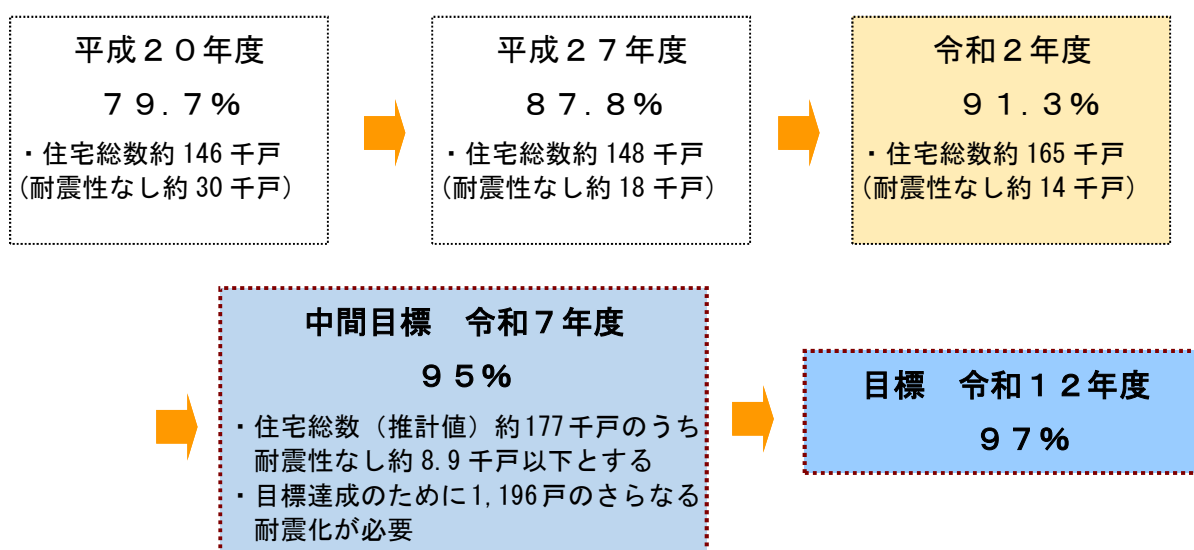 平成２０年度
７９.７%
・住宅総数約 146 千戸
(耐震性なし約 30 千戸)
平成２７年度
８７.８%
・住宅総数約 148 千戸
(耐震性なし約 18 千戸)
令和２年度
９１.３%
・住宅総数約 165 千戸
(耐震性なし約 14 千戸)
中間目標　令和７年度
９５%
・住宅総数（推計値）約177千戸のうち
耐震性なし約 8.9 千戸以下とする
・目標達成のために1,196戸のさらなる
耐震化が必要
目標　令和１２年度
９７%